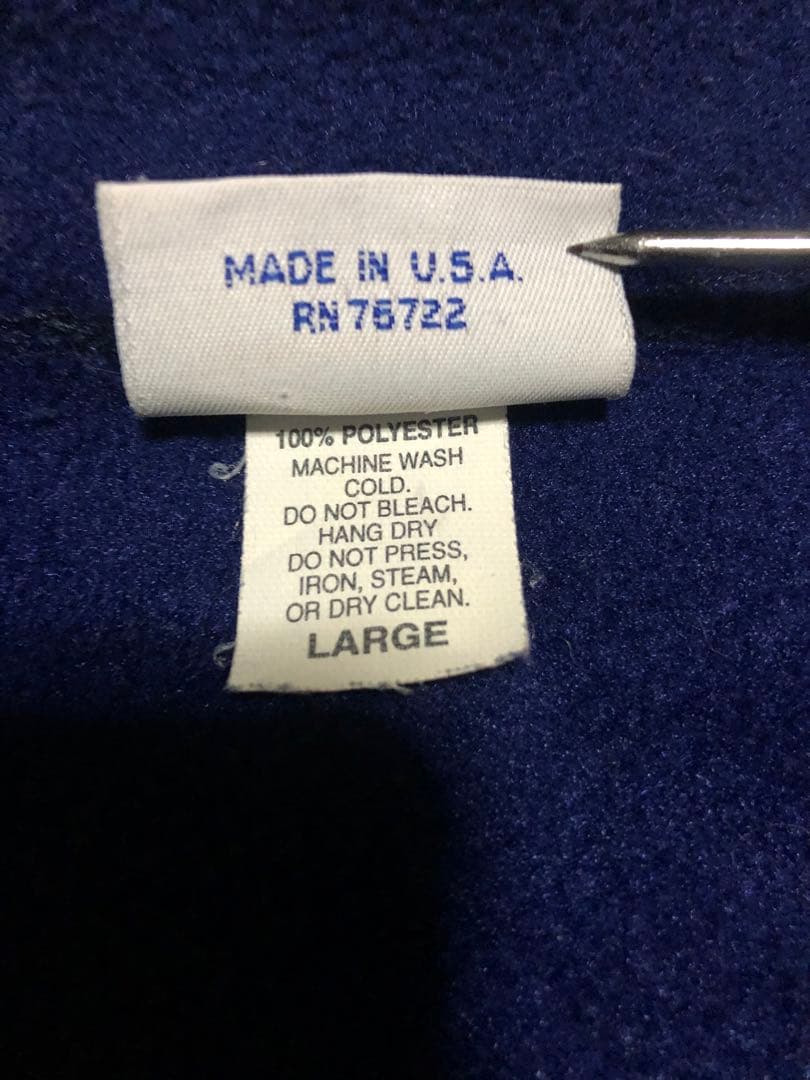 MADE IN U.S.A.
RN 76722
100% POLYESTER
MACHINE WASH
COLD.
DO NOT BLEACH.
HANG DRY
DO NOT PRESS,
IRON, STEAM,
OR DRY CLEAN.
LARGE